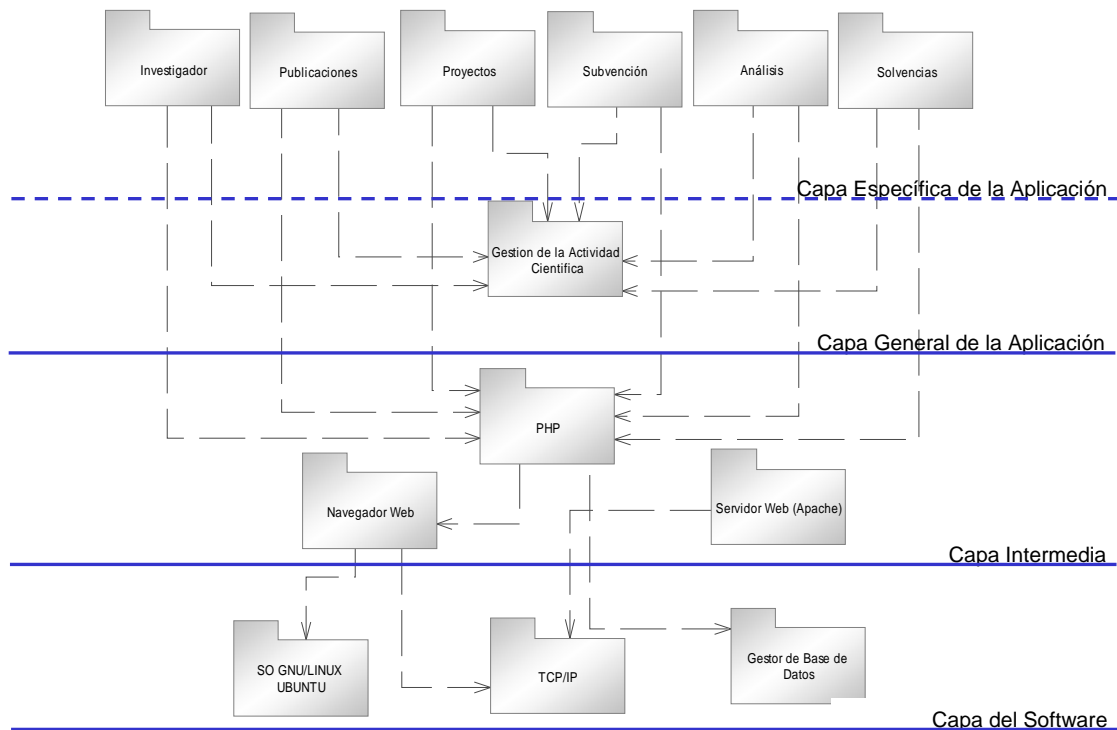 Investigador
Publicaciones
Proyectos
Subvención
Análisis
Solvencias
Capa Específica de la Aplicación
Gestion de la Actividad
Cientifica
Capa General de la Aplicación
PHP
Navegador Web
Servidor Web (Apache)
Capa Intermedia
SO GNU/LINUX
UBUNTU
TCP/IP
Gestor de Base de
Datos
Capa del Software